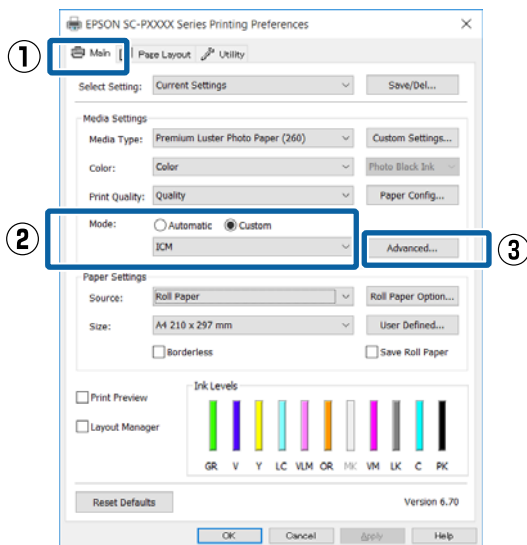 EPSON SC-PXXXX Series Printing Preferences
① Main Page Layout Utility
Select Setting: Current Settings Save/Del...
Media Settings
Media Type: Premium Luster Photo Paper (260) Custom Settings...
Color: Color Photo Black Ink
Print Quality: Quality Paper Config...
② Mode: Automatic Custom
ICM Advanced... ③
Paper Settings
Source: Roll Paper Roll Paper Option...
Size: A4 210 x 297 mm User Defined...
Borderless Save Roll Paper
Ink Levels
Print Preview
Layout Manager
GR V Y LC VLM OR MK VM LK C PK
Reset Defaults Version 6.70
OK Cancel Apply Help